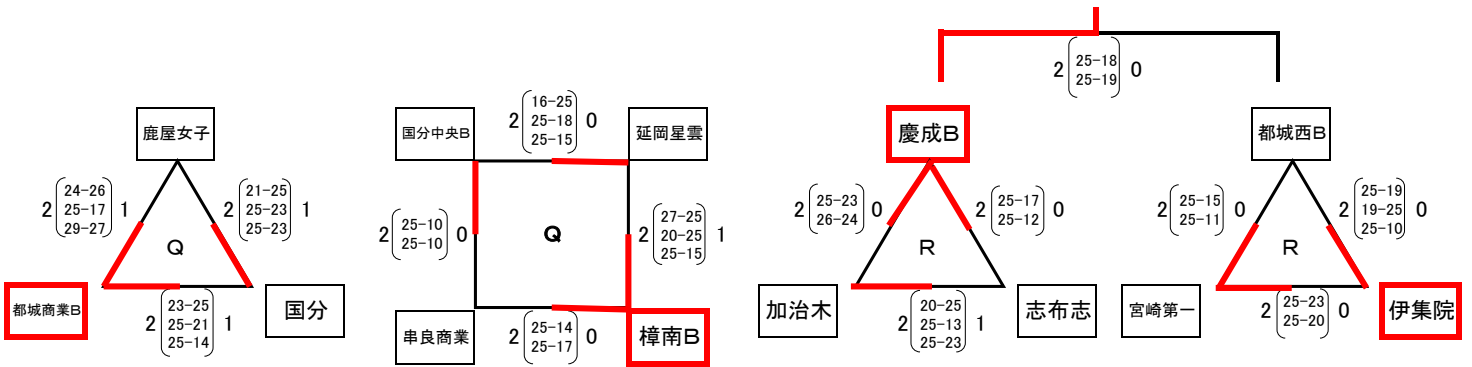 2 25-18 0
25-19
鹿屋女子
24-26
2 25-17 1
29-27
21-25
2 25-23 1
25-23
Q
都城商業B
23-25
2 25-21 1
25-14
国分
国分中央B
16-25
2 25-18 0
25-15
延岡星雲
2 25-10 0
25-10
Q
27-25
2 20-25 1
25-15
串良商業
2 25-14 0
25-17
樟南B
慶成B
2 25-23 0
26-24
2 25-17 0
25-12
R
加治木
20-25
2 25-13 1
25-23
志布志
都城西B
2 25-15 0
25-11
25-19
2 19-25 0
25-10
R
宮崎第一
2 25-23 0
25-20
伊集院